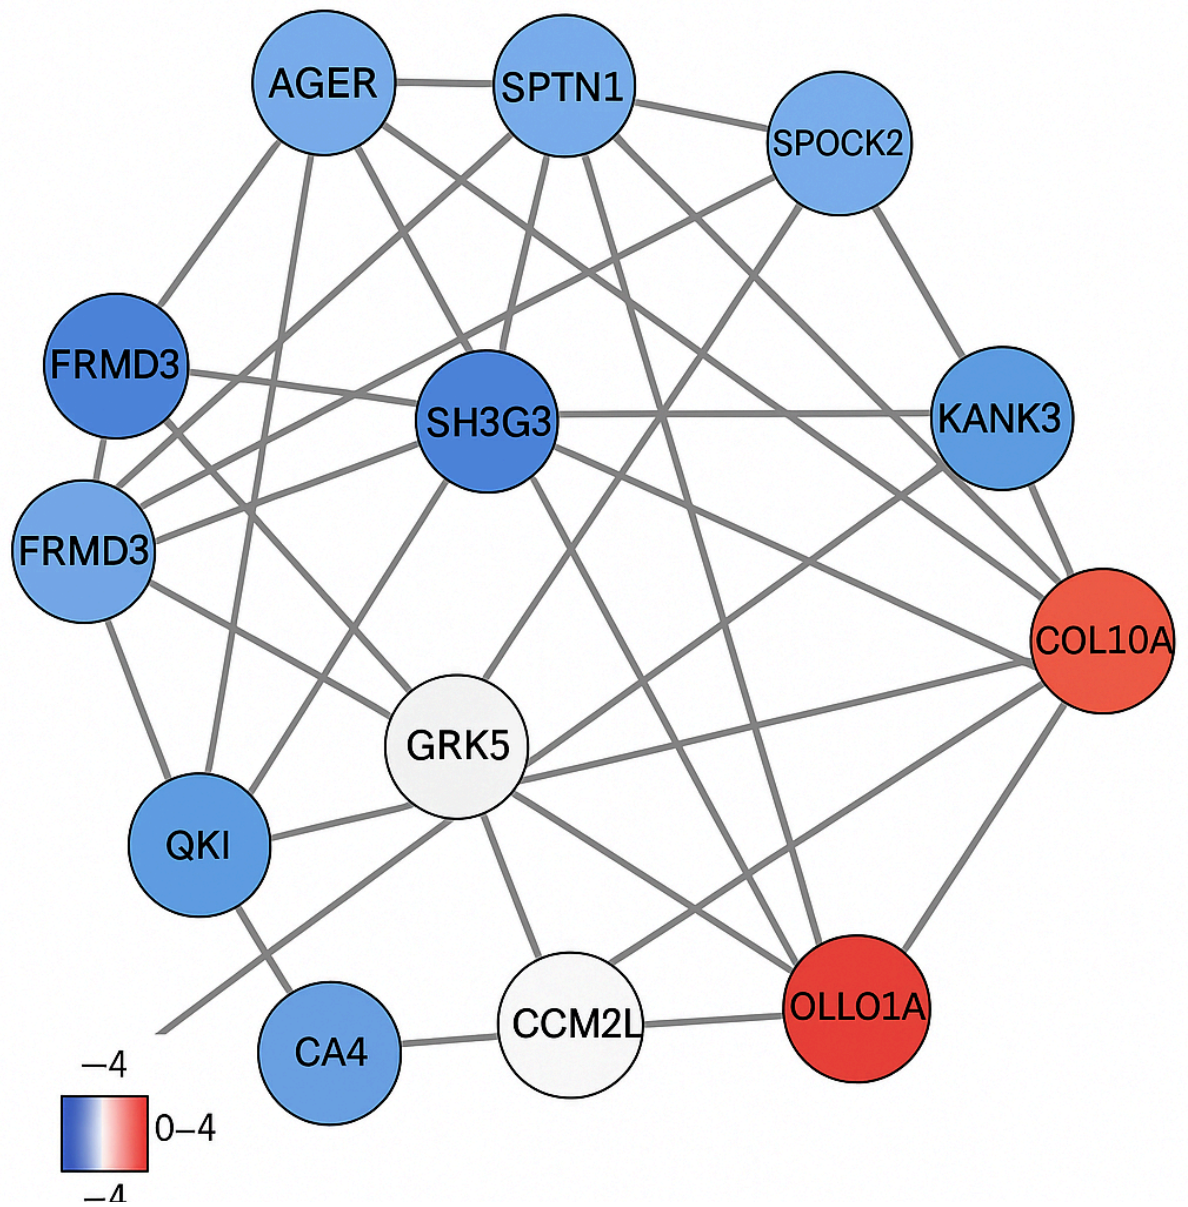 AGER
SPTN1
SPOCK2
FRMD3
SH3G3
KANK3
FRMD3
COL10A
GRK5
QKI
OLLO1A
CCM2L
CA4
−4
0−4
−4